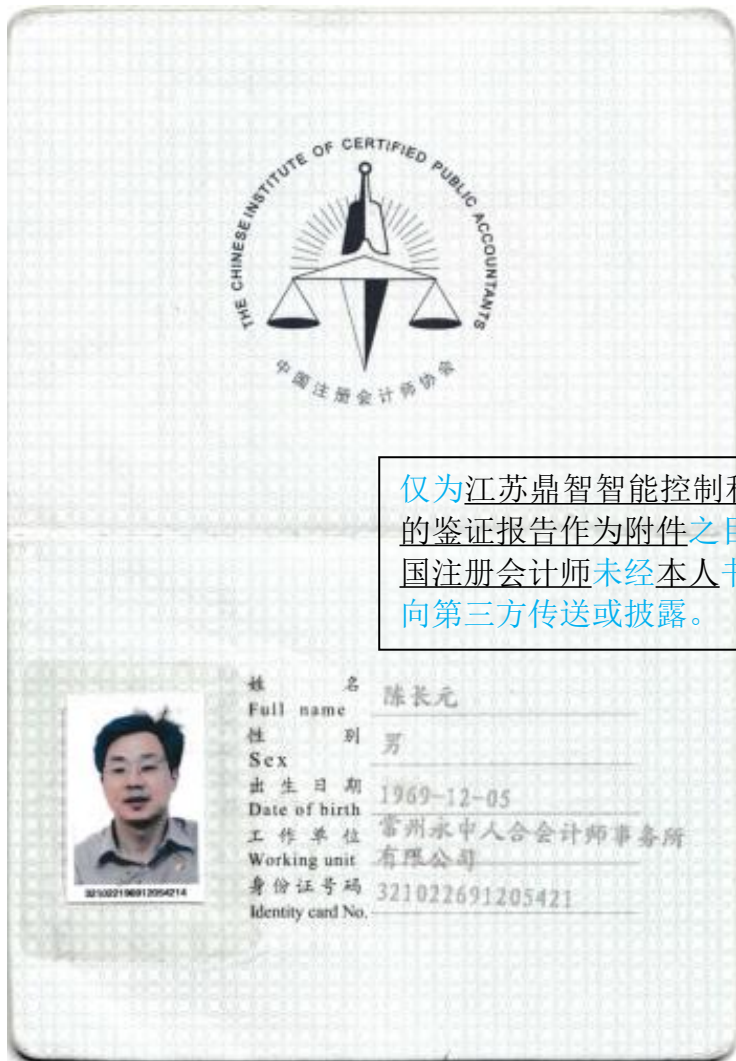 THE CHINESE INSTITUTE OF CERTIFIED PUBLIC ACCOUNTANTS
中国注册会计师协会
仅为江苏鼎智智能控制科
的鉴证报告作为附件之目
国注册会计师未经本人书
向第三方传送或披露。
姓 名
Full name
陈长元
性 别
Sex
男
出 生 日 期
Date of birth
1969-12-05
工 作 单 位
Working unit
常州永申人合会计师事务所
有限公司
身 份 证 号 码
Identity card No.
321022691205421
321022196912054214